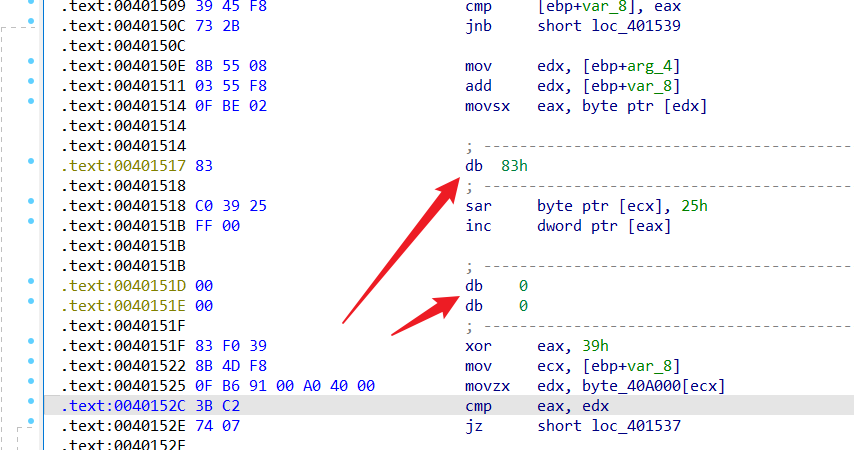 .text:00401509 39 45 F8 cmp [ebp+var_8], eax
.text:0040150C 73 2B jnb short loc_401539
.text:0040150C
.text:0040150E 8B 55 08 mov edx, [ebp+arg_4]
.text:00401511 03 55 F8 add edx, [ebp+var_8]
.text:00401514 0F BE 02 movsx eax, byte ptr [edx]
.text:00401514
.text:00401514 ; ---------------------------------------
.text:00401517 83 db 83h
.text:00401518 ; ---------------------------------------
.text:00401518 C0 39 25 sar byte ptr [ecx], 25h
.text:0040151B FF 00 inc dword ptr [eax]
.text:0040151B
.text:0040151B ; ---------------------------------------
.text:0040151D 00 db 0
.text:0040151E 00 db 0
.text:0040151F ; ---------------------------------------
.text:0040151F 83 F0 39 xor eax, 39h
.text:00401522 8B 4D F8 mov ecx, [ebp+var_8]
.text:00401525 0F B6 91 00 A0 40 00 movzx edx, byte_40A000[ecx]
.text:0040152C 3B C2 cmp eax, edx
.text:0040152E 74 07 jz short loc_401537
.text:0040152E